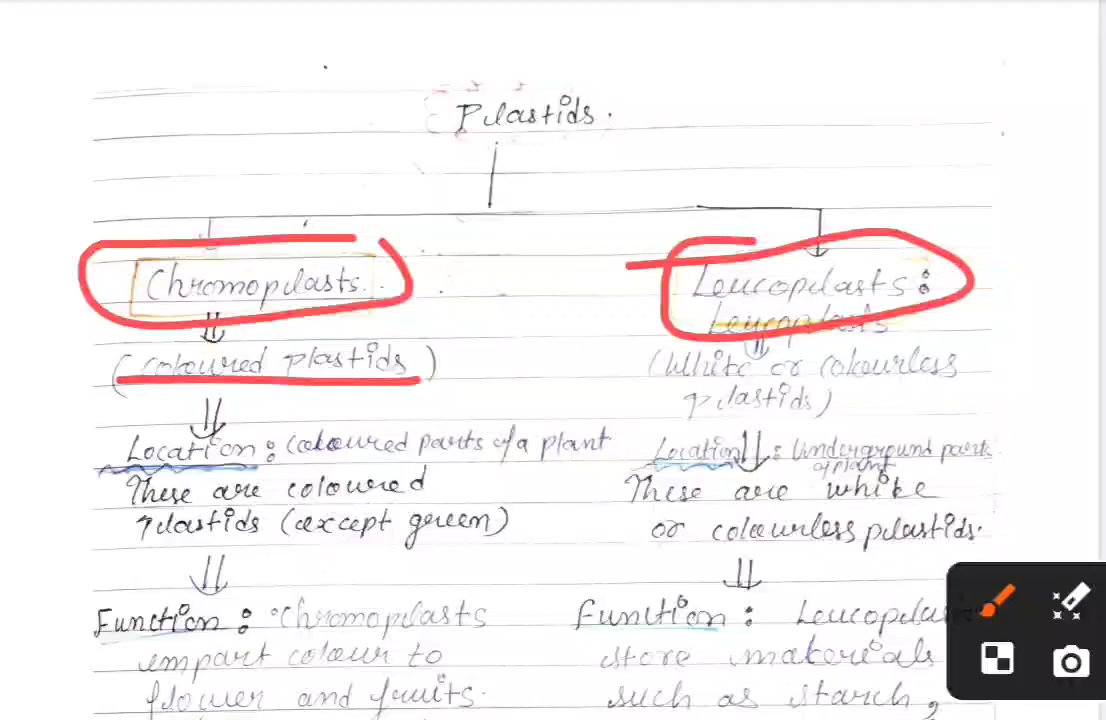 Plastids.
Chromoplasts.
Leucoplasts:
Leucoplasts
(coloured plastids)
(White or colourless
plastids)
Location: coloured parts of a plant
These are coloured
plastids (except green)
Location: Underground parts
of plant
These are white
or colourless plastids.
Function: Chromoplasts
impart colour to
flower and fruits.
Function: Leucoplas
store materials
such as starch,